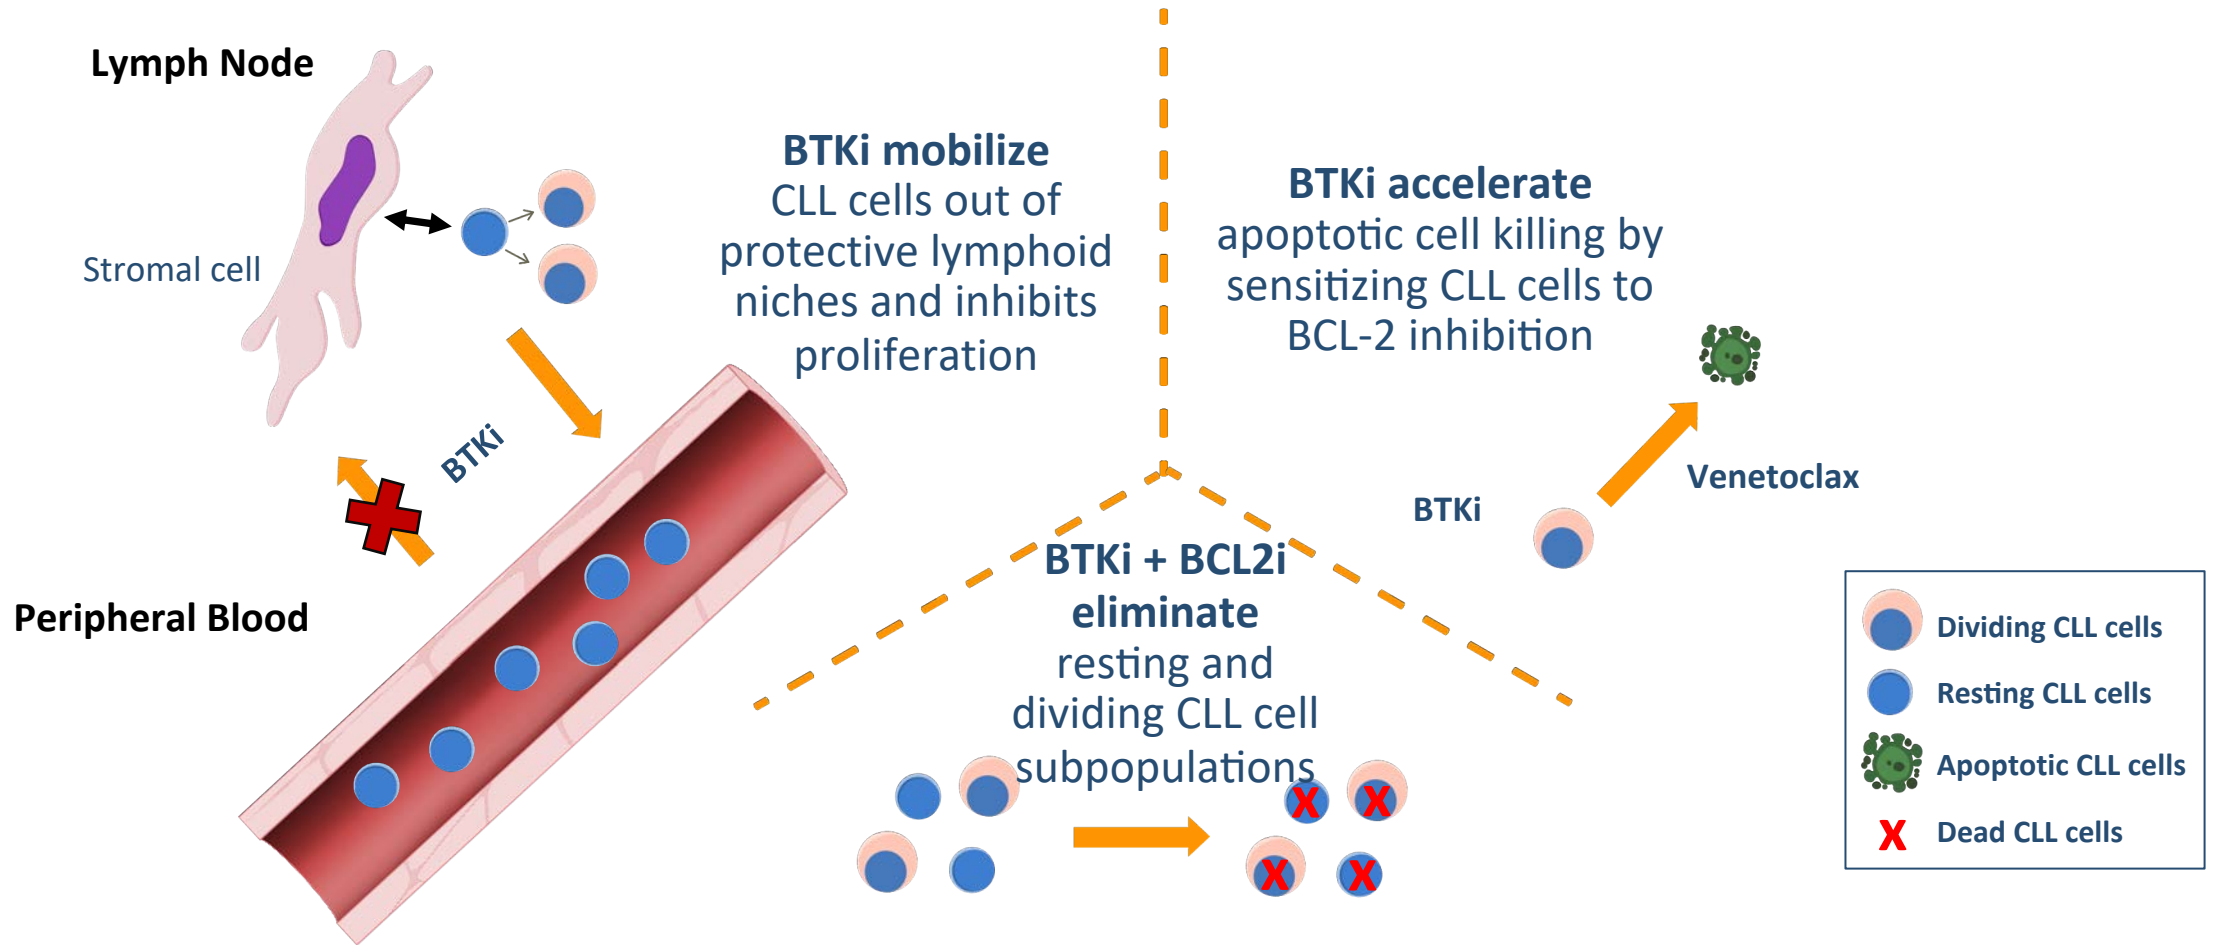 Lymph Node
Stromal cell
BTKi mobilize
CLL cells out of
protective lymphoid
niches and inhibits
proliferation
BTKi
Peripheral Blood
BTKi accelerate
apoptotic cell killing by
sensitizing CLL cells to
BCL-2 inhibition
Venetoclax
BTKi
BTKi + BCL2i
eliminate
resting and
dividing CLL cell
subpopulations
X
X
X
X
Dividing CLL cells
Resting CLL cells
Apoptotic CLL cells
X Dead CLL cells